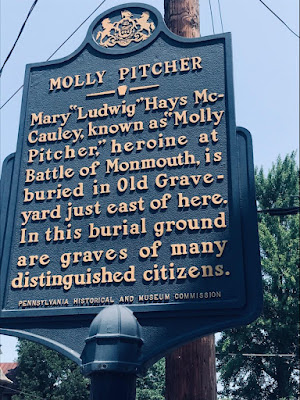 MOLLY PITCHER
Mary "Ludwig" Hays Mc-
Cauley, known as "Molly
Pitcher," heroine at
Battle of Monmouth, is
buried in Old Grave-
yard just east of here.
In this burial ground
are graves of many
distinguished citizens.
PENNSYLVANIA HISTORICAL AND MUSEUM COMMISSION